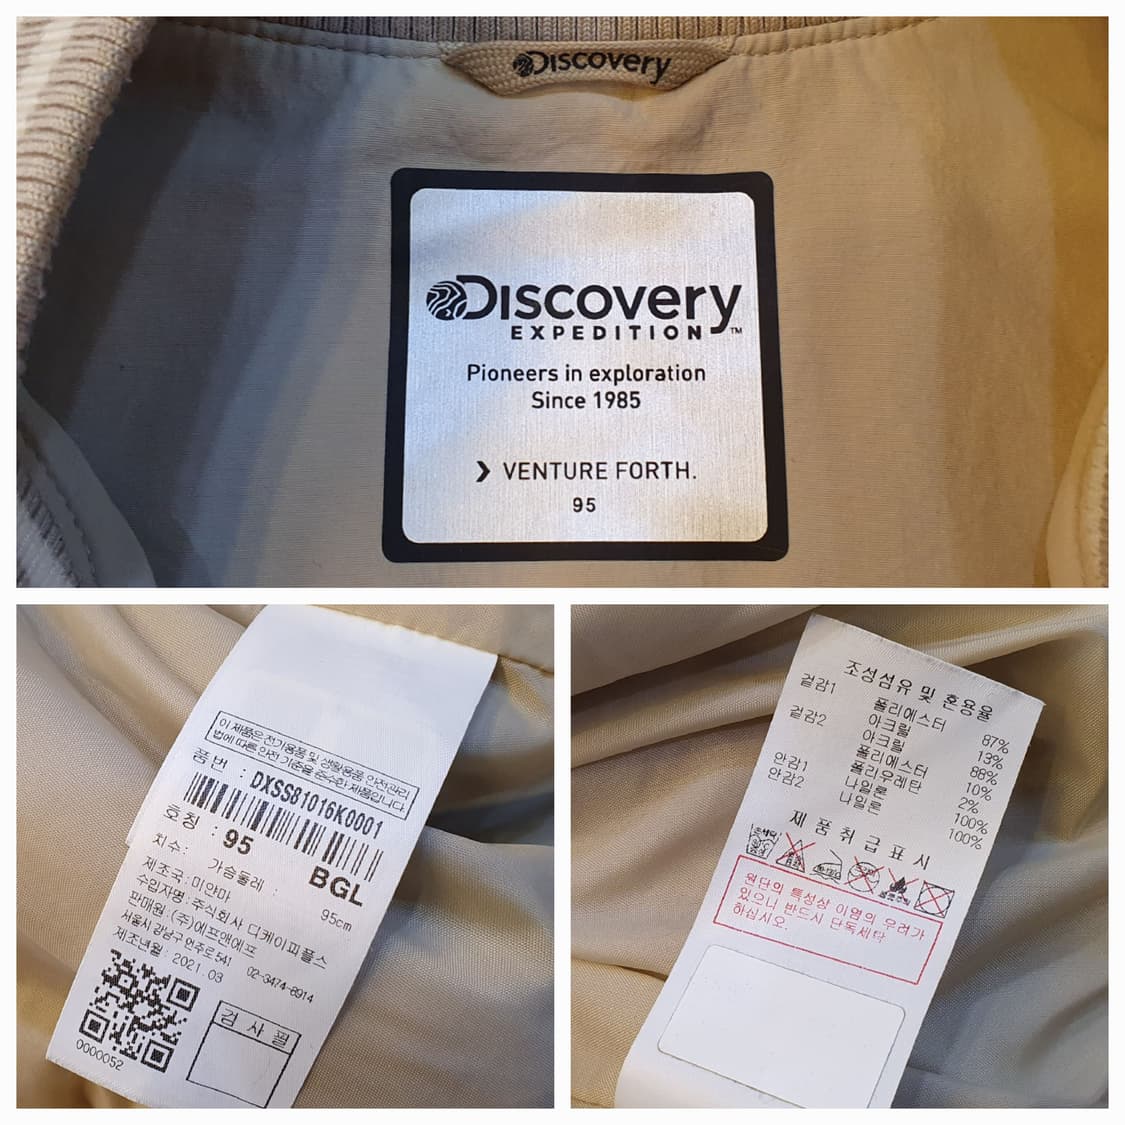 Discovery
Discovery
EXPEDITION™
Pioneers in exploration
Since 1985
❯ VENTURE FORTH.
95
이 제품은 전기용품 및 생활용품 안전관리
법에 따른 안전 기준을 준수한 제품입니다.
품 번 : DXSS81016K0001
호칭 : 95 BGL
치수: 가슴둘레 : 95cm
제조국: 미얀마
수입자명: 주식회사 디케이피플스
판매원: (주)에프앤에프
서울시 강남구 언주로541 02-3474-8914
제조년월 : 2021.03
검 사 필
0000052
조성섬유 및 혼용율
겉감1 폴리에스터 87%
아크릴 13%
겉감2 아크릴 88%
폴리에스터 10%
폴리우레탄 2%
안감1 나일론 100%
안감2 나일론 100%
제 품 취 급 표 시
원단의 특성상 이염의 우려가
있으니 반드시 단독세탁
하십시오.